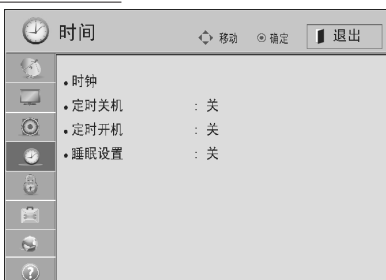 时间 移动 确定 退出
• 时钟
• 定时关机 : 关
• 定时开机 : 关
• 睡眠设置 : 关